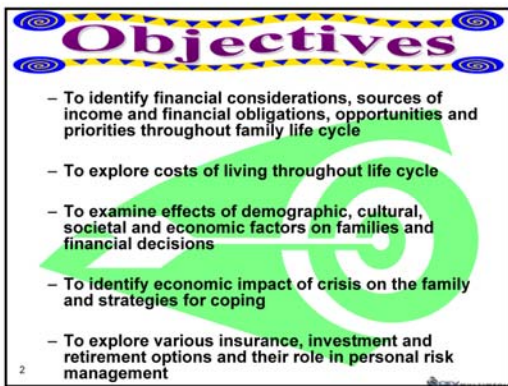 Objectives
– To identify financial considerations, sources of
income and financial obligations, opportunities and
priorities throughout family life cycle
– To explore costs of living throughout life cycle
– To examine effects of demographic, cultural,
societal and economic factors on families and
financial decisions
– To identify economic impact of crisis on the family
and strategies for coping
– To explore various insurance, investment and
retirement options and their role in personal risk
management
2